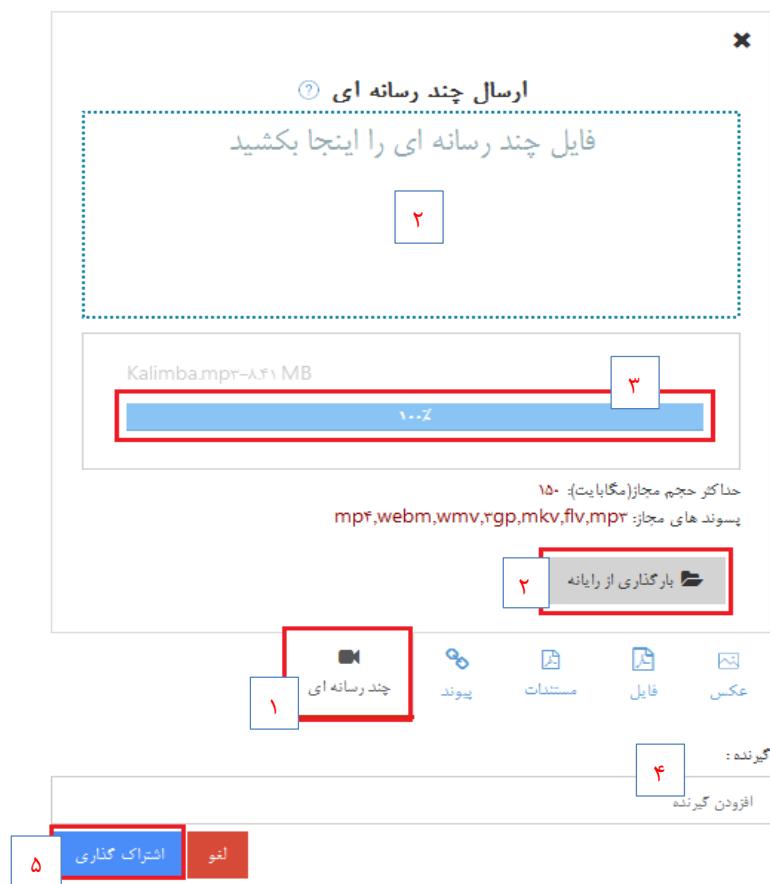 ✖
ارسال چند رسانه ای ?
فایل چند رسانه ای را اینجا بکشید
۲
Kalimba.mp۳-۸.۴۱ MB
۳
۱۰۰٪
حداکثر حجم مجاز(مگابایت): ۱۵۰
پسوند های مجاز: mp۴,webm,wmv,۳gp,mkv,flv,mp۳
بارگذاری از رایانه
۲
عکس فایل مستندات پیوند چند رسانه ای
۱
گیرنده :
۴
افزودن گیرنده
لغو اشتراک گذاری
۵